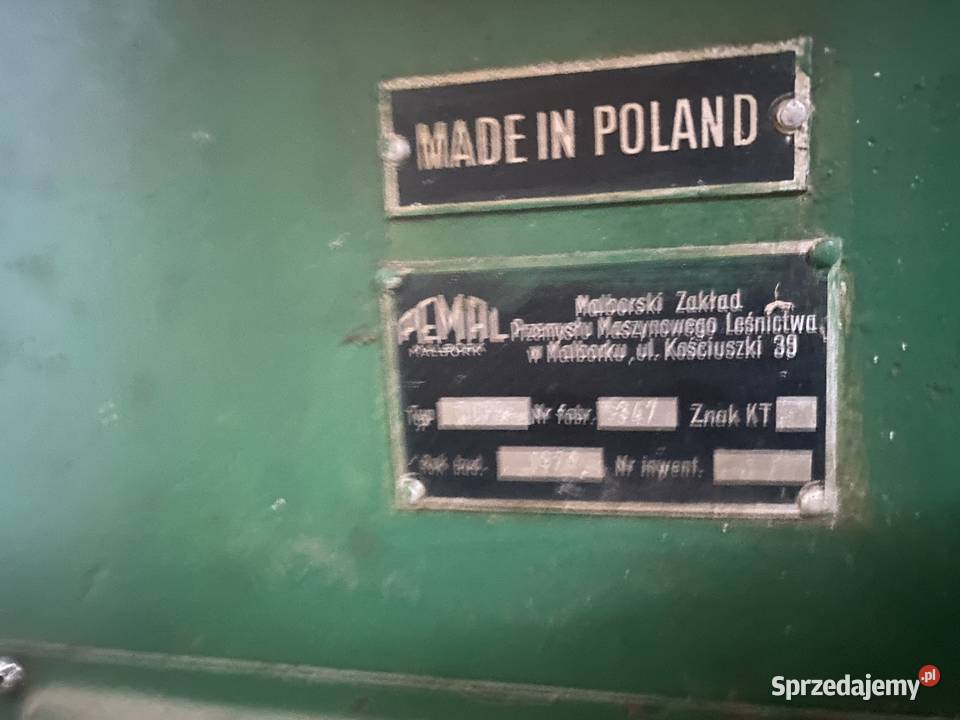 MADE IN POLAND
PEMAL
MALBORK
Malborski Zakład
Przemysłu Maszynowego Leśnictwa
w Malborku, ul. Kościuszki 39
Typ Nr fabr. 347 Znak KT
Rok bud. Nr inwent.
Sprzedajemy.pl